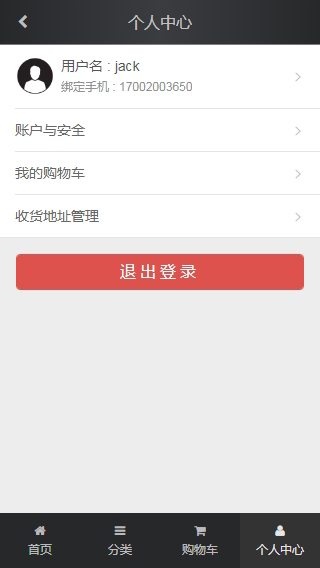 个人中心
用户名 : jack
绑定手机 : 17002003650
账户与安全
我的购物车
收货地址管理
退出登录
首页
分类
购物车
个人中心